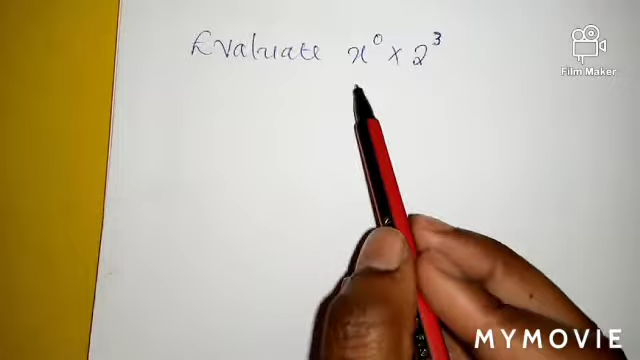 Evaluate x⁰ × 2³
Film Maker
MYMOVIE